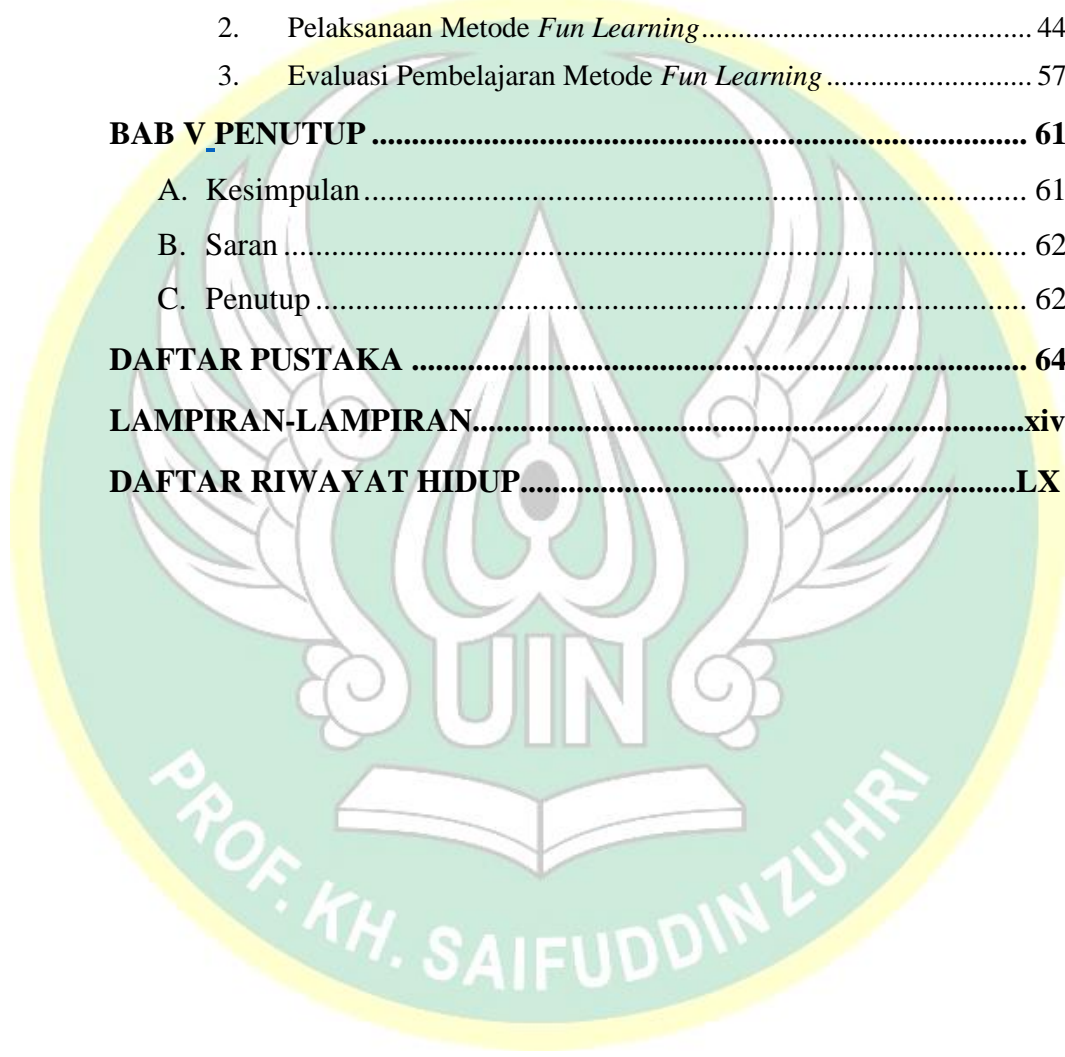 2. Pelaksanaan Metode Fun Learning.......................................... 44
3. Evaluasi Pembelajaran Metode Fun Learning.......................... 57
BAB V PENUTUP ................................................................................. 61
A. Kesimpulan................................................................................... 61
B. Saran ............................................................................................. 62
C. Penutup ......................................................................................... 62
DAFTAR PUSTAKA ............................................................................ 64
LAMPIRAN-LAMPIRAN.....................................................................xiv
DAFTAR RIWAYAT HIDUP..............................................................LX
UIN
PROF. KH. SAIFUDDIN ZUHRI